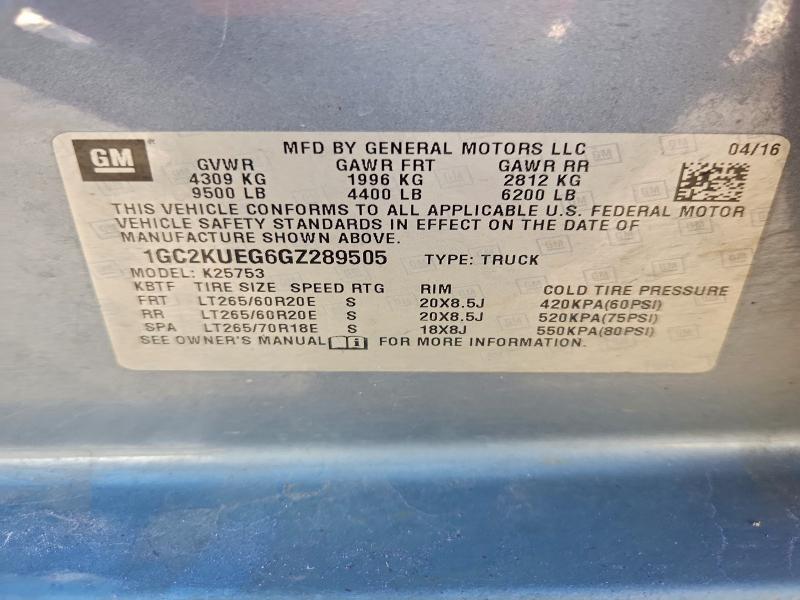 GM MFD BY GENERAL MOTORS LLC 04/16
GVWR GAWR FRT GAWR RR
4309 KG 1996 KG 2812 KG
9500 LB 4400 LB 6200 LB
THIS VEHICLE CONFORMS TO ALL APPLICABLE U.S. FEDERAL MOTOR
VEHICLE SAFETY STANDARDS IN EFFECT ON THE DATE OF
MANUFACTURE SHOWN ABOVE.
1GC2KUEG6GZ289505 TYPE: TRUCK
MODEL: K25753
KBTF TIRE SIZE SPEED RTG RIM COLD TIRE PRESSURE
FRT LT265/60R20E S 20X8.5J 420KPA(60PSI)
RR LT265/60R20E S 20X8.5J 520KPA(75PSI)
SPA LT265/70R18E S 18X8J 550KPA(80PSI)
SEE OWNER'S MANUAL FOR MORE INFORMATION.